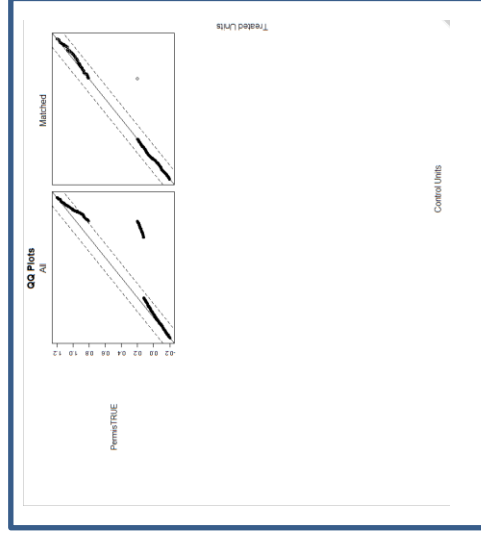 QQ Plots
All
Matched
PermisTRUE
-0.2 0.0 0.2 0.4 0.6 0.8 1.0 1.2
Control Units
Treated Units